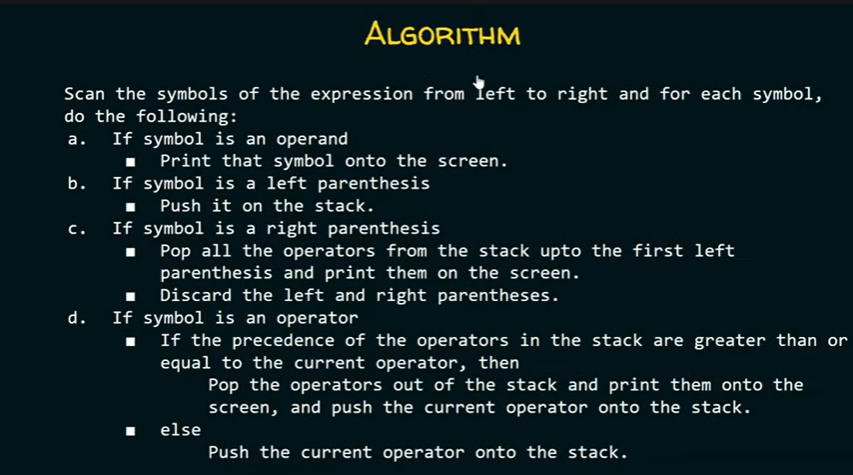 ALGORITHM
Scan the symbols of the expression from left to right and for each symbol,
do the following:
a. If symbol is an operand
▪ Print that symbol onto the screen.
b. If symbol is a left parenthesis
▪ Push it on the stack.
c. If symbol is a right parenthesis
▪ Pop all the operators from the stack upto the first left
parenthesis and print them on the screen.
▪ Discard the left and right parentheses.
d. If symbol is an operator
▪ If the precedence of the operators in the stack are greater than or
equal to the current operator, then
Pop the operators out of the stack and print them onto the
screen, and push the current operator onto the stack.
▪ else
Push the current operator onto the stack.